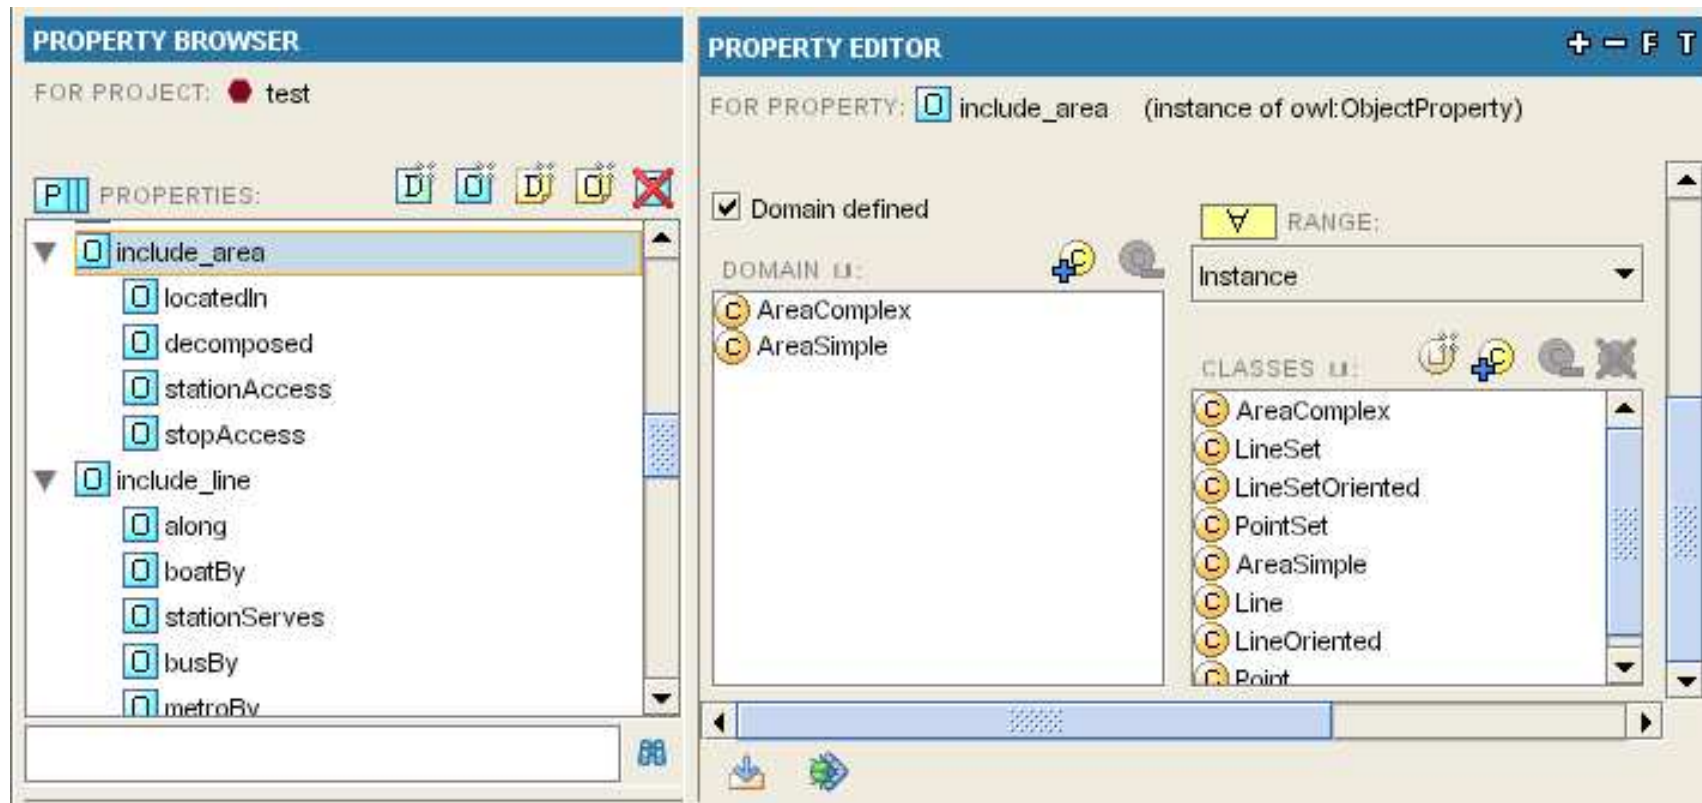 PROPERTY BROWSER
FOR PROJECT: test
P PROPERTIES: D O D O
O include_area
O locatedIn
O decomposed
O stationAccess
O stopAccess
O include_line
O along
O boatBy
O stationServes
O busBy
O metroBy
PROPERTY EDITOR + − F T
FOR PROPERTY: O include_area (instance of owl:ObjectProperty)
Domain defined
DOMAIN ⊔: C
C AreaComplex
C AreaSimple
∀ RANGE:
Instance
CLASSES ⊔: C
C AreaComplex
C LineSet
C LineSetOriented
C PointSet
C AreaSimple
C Line
C LineOriented
C Point